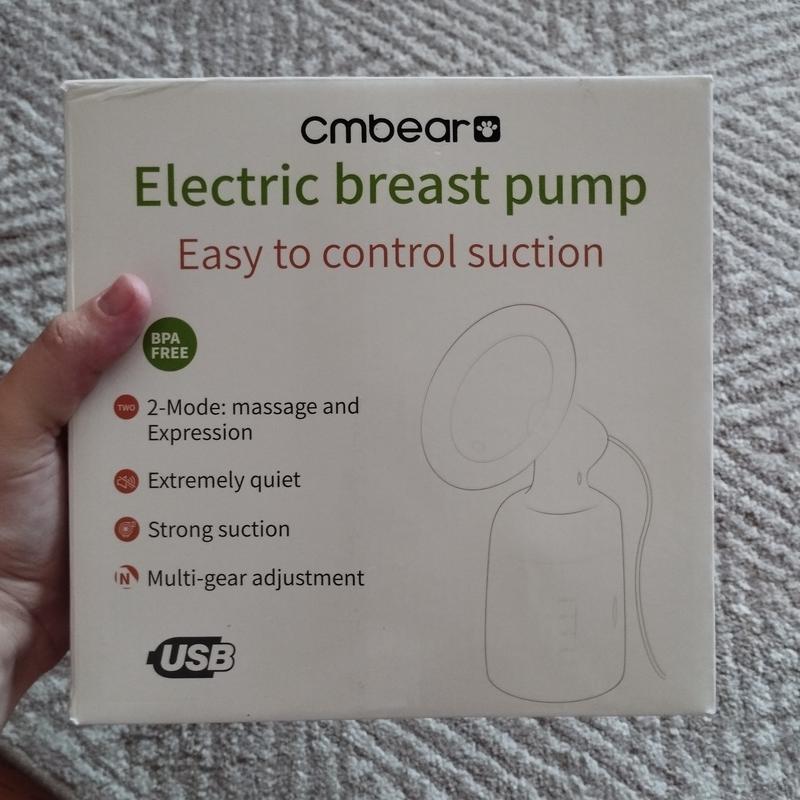 cmbear
Electric breast pump
Easy to control suction
BPA
FREE
TWO
2-Mode: massage and
Expression
Extremely quiet
Strong suction
N
Multi-gear adjustment
USB